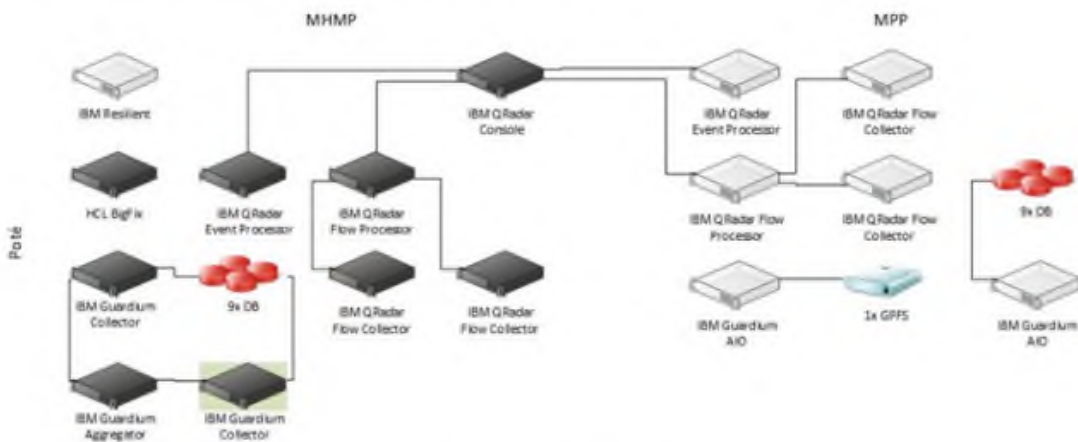 MHMP
MPP
Poté
IBM Resilient
IBM QRadar
Console
IBM QRadar
Event Processor
IBM QRadar Flow
Collector
HCL BigFix
IBM QRadar
Event Processor
IBM QRadar
Flow Processor
IBM QRadar Flow
Processor
IBM QRadar Flow
Collector
9x DB
IBM Guardium
Collector
9x DB
IBM QRadar
Flow Collector
IBM QRadar
Flow Collector
IBM Guardium
AIO
1x GPFS
IBM Guardium
AIO
IBM Guardium
Aggregator
IBM Guardium
Collector